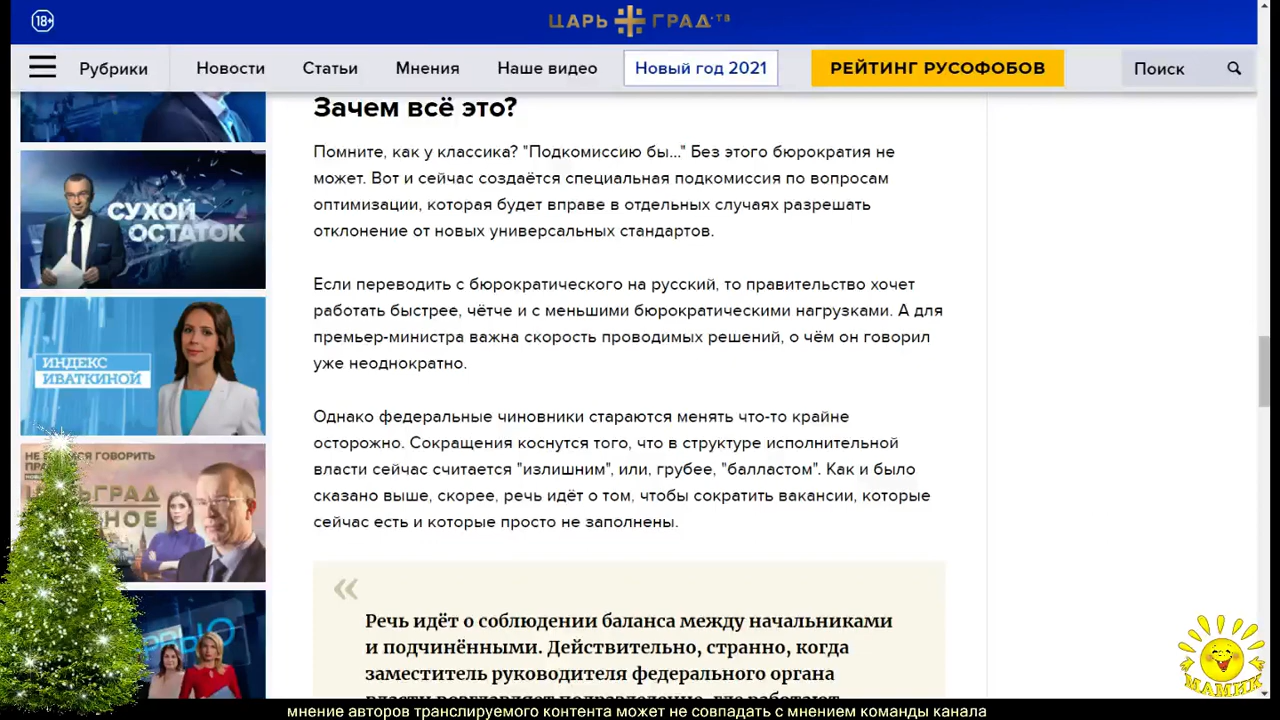 18+
ЦАРЬ ГРАД•ТВ
Рубрики
Новости
Статьи
Мнения
Наше видео
Новый год 2021
РЕЙТИНГ РУСОФОБОВ
Поиск
СУХОЙ
ОСТАТОК
ИНДЕКС
ИВАТКИНОЙ
ГОВОРИТЬ
Зачем всё это?
Помните, как у классика? "Подкомиссию бы..." Без этого бюрократия не
может. Вот и сейчас создаётся специальная подкомиссия по вопросам
оптимизации, которая будет вправе в отдельных случаях разрешать
отклонение от новых универсальных стандартов.
Если переводить с бюрократического на русский, то правительство хочет
работать быстрее, чётче и с меньшими бюрократическими нагрузками. А для
премьер-министра важна скорость проводимых решений, о чём он говорил
уже неоднократно.
Однако федеральные чиновники стараются менять что-то крайне
осторожно. Сокращения коснутся того, что в структуре исполнительной
власти сейчас считается "излишним", или, грубее, "балластом". Как и было
сказано выше, скорее, речь идёт о том, чтобы сократить вакансии, которые
сейчас есть и которые просто не заполнены.
«
Речь идёт о соблюдении баланса между начальниками
и подчинёнными. Действительно, странно, когда
заместитель руководителя федерального органа
МАМИК
мнение авторов транслируемого контента может не совпадать с мнением команды канала